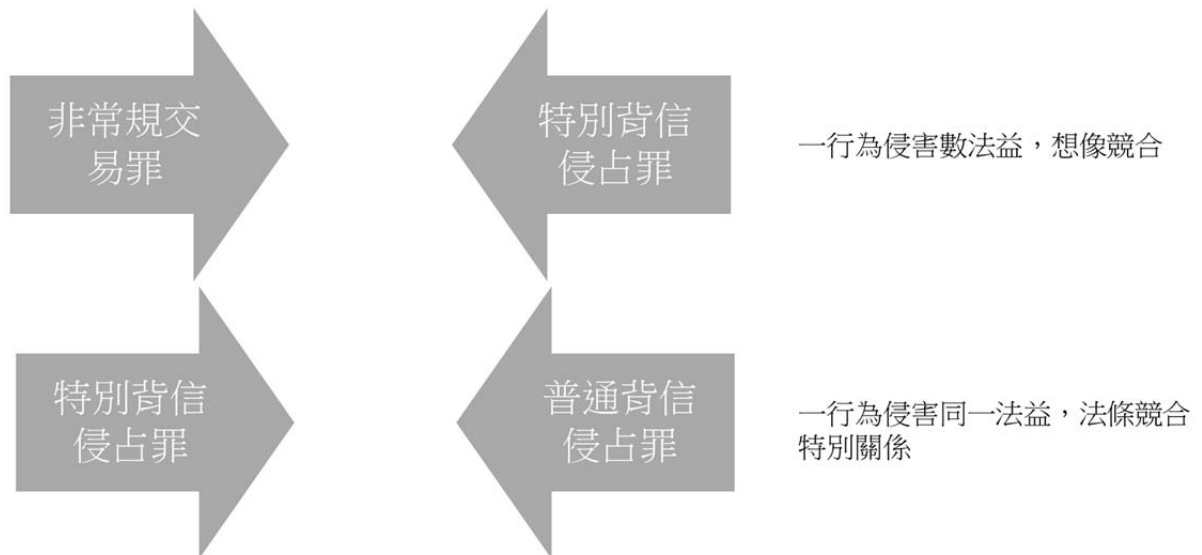 非常規交
易罪
特別背信
侵占罪
一行為侵害數法益，想像競合
特別背信
侵占罪
普通背信
侵占罪
一行為侵害同一法益，法條競合
特別關係